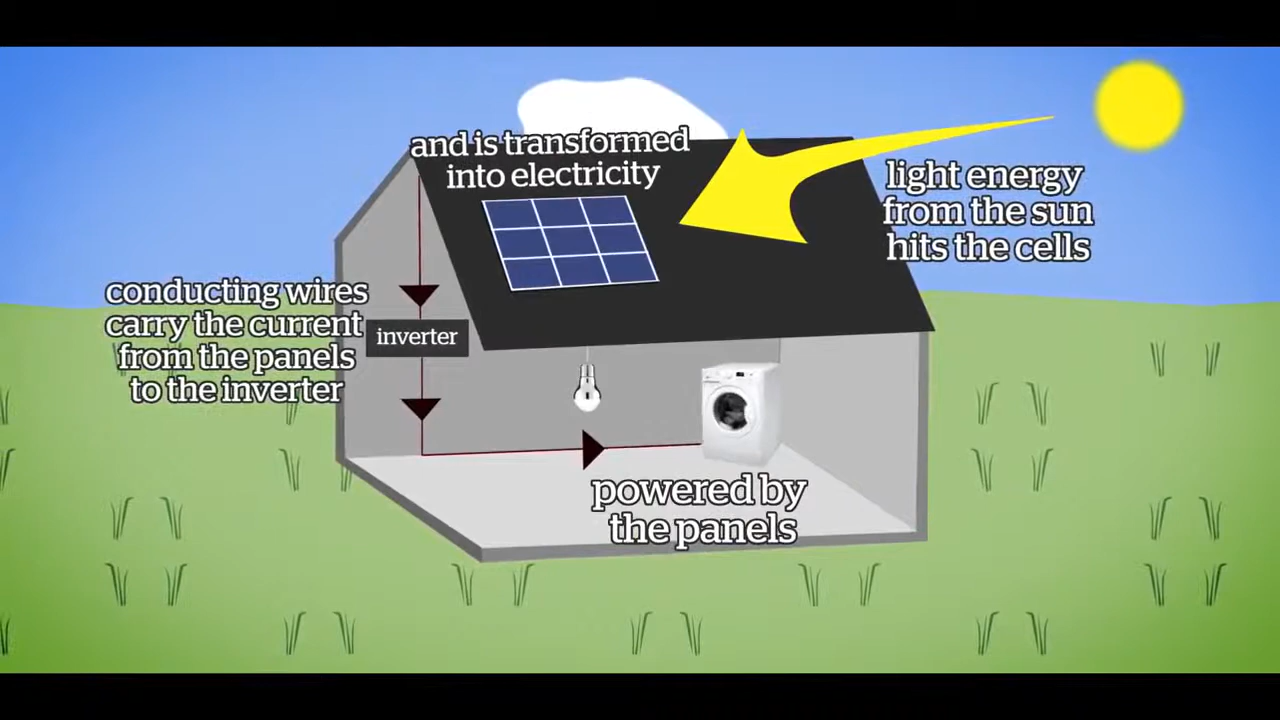 light energy
from the sun
hits the cells
and is transformed
into electricity
conducting wires
carry the current
from the panels
to the inverter
inverter
powered by
the panels